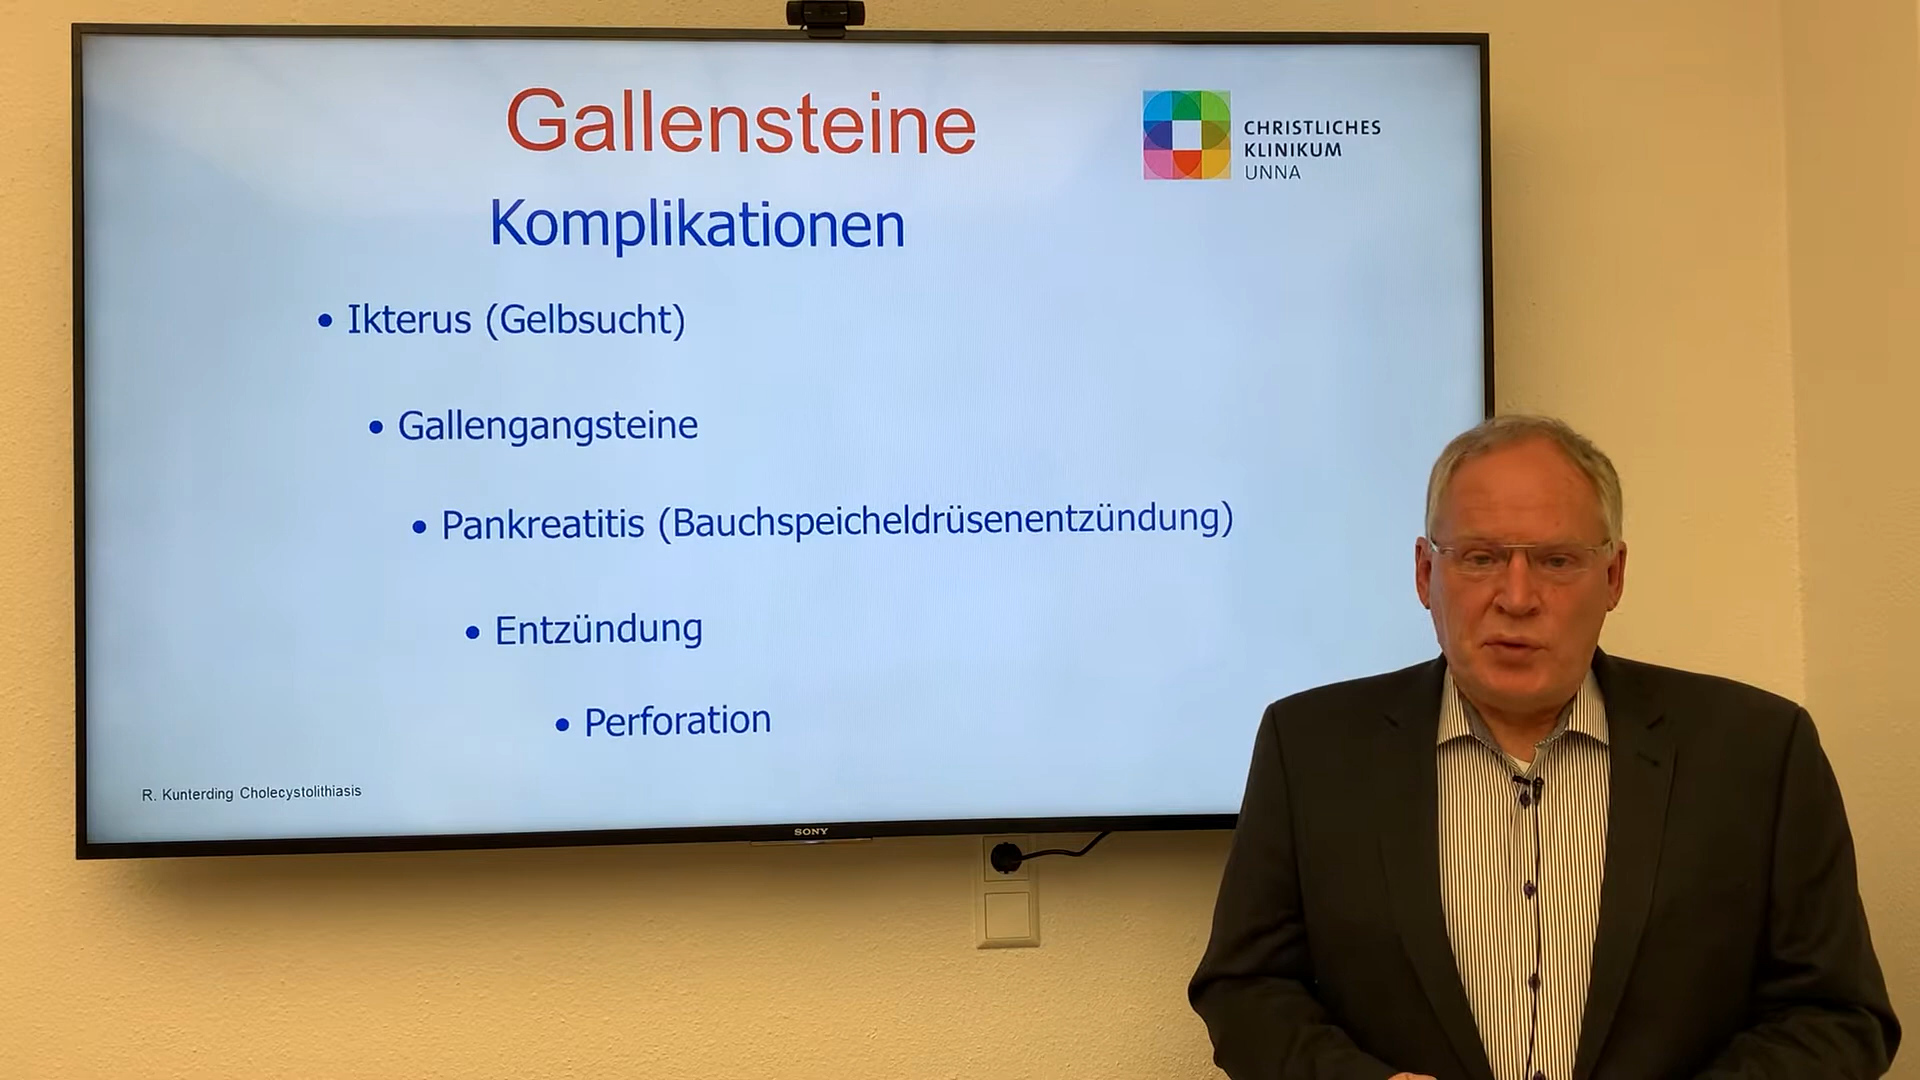 Gallensteine
CHRISTLICHES
KLINIKUM
UNNA
Komplikationen
• Ikterus (Gelbsucht)
• Gallengangsteine
• Pankreatitis (Bauchspeicheldrüsenentzündung)
• Entzündung
• Perforation
R. Kunterding Cholecystolithiasis
SONY